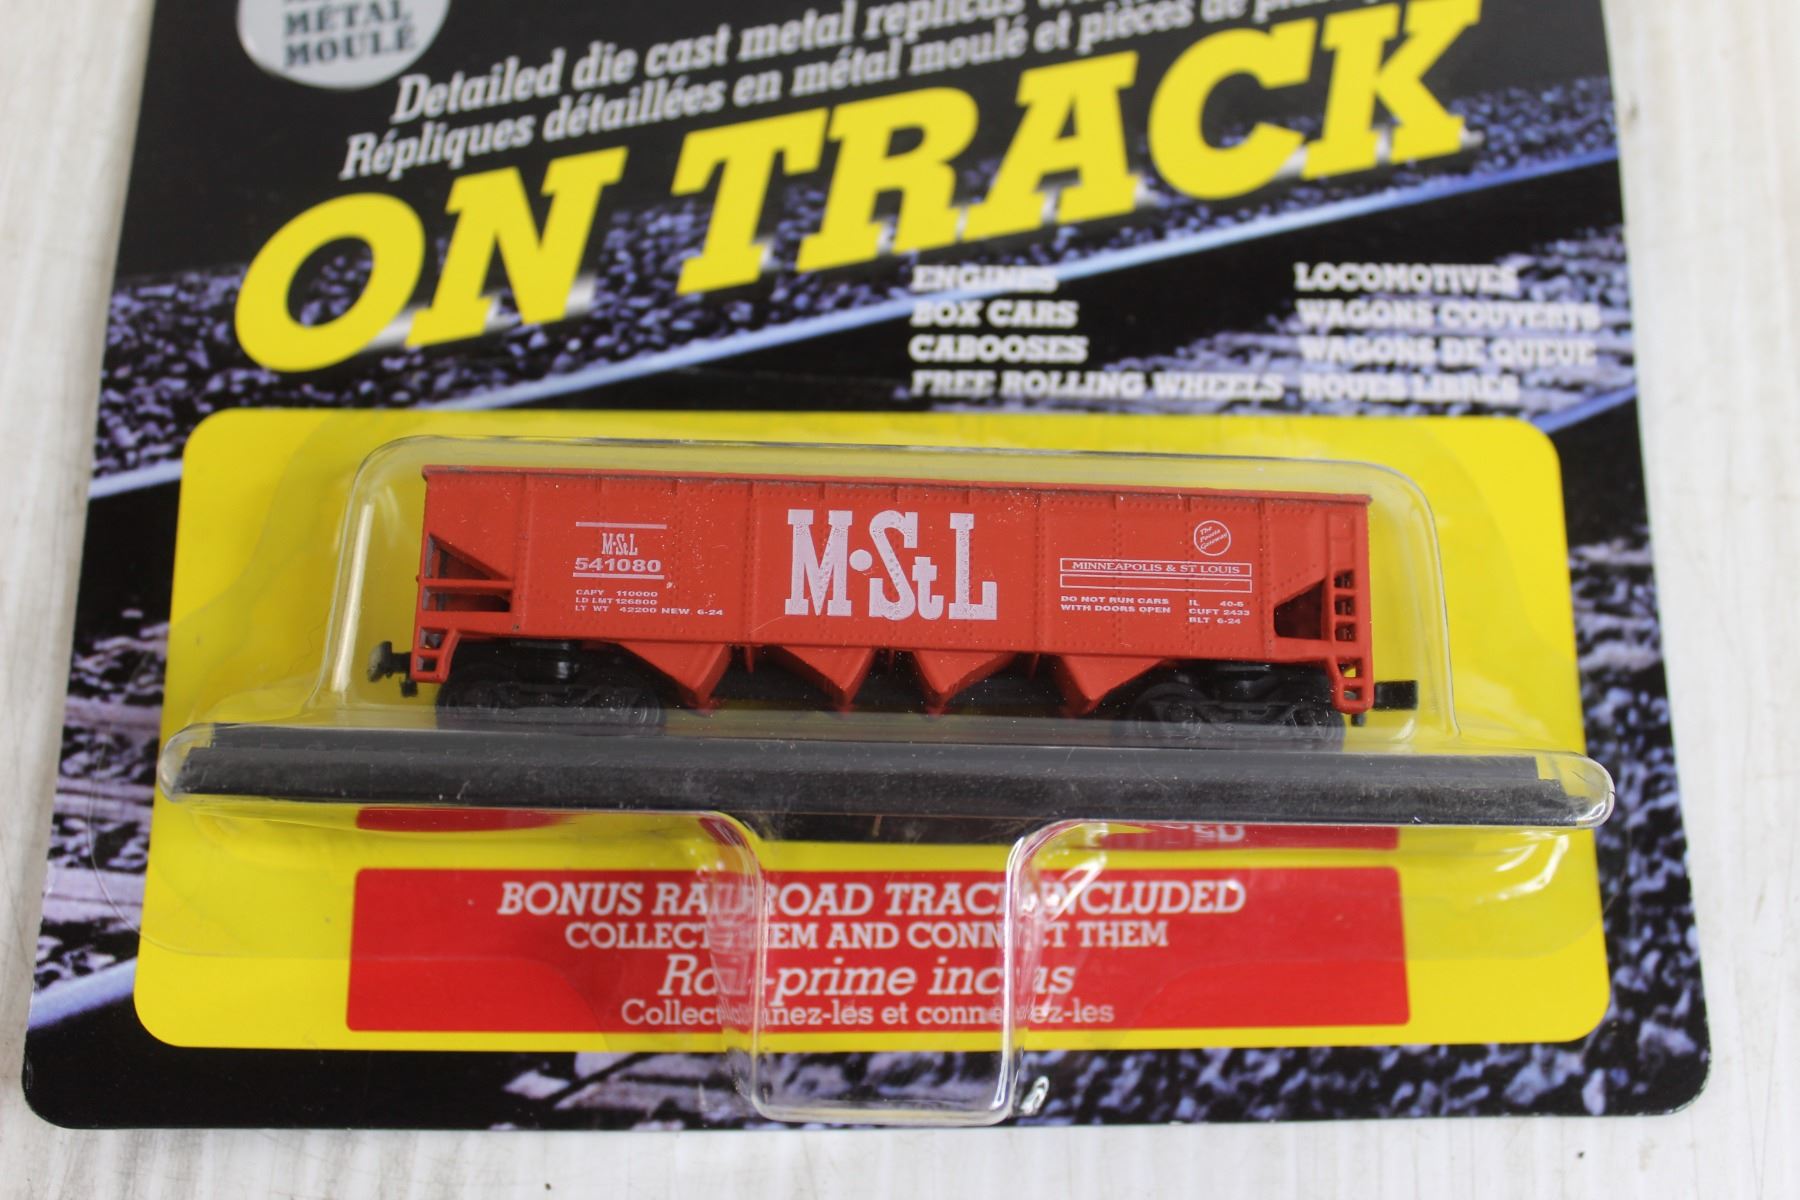 MÉTAL
MOULÉ
Detailed die cast metal replicas
Répliques détaillées en métal moulé et pièces de
ON TRACK
ENGINES
BOX CARS
CABOOSES
FREE ROLLING WHEELS
LOCOMOTIVES
WAGONS COUVERTS
WAGONS DE QUEUE
ROUES LIBRES
M·StL
541080
CAPY 110000
LD LMT 126800
LT WT 42200 NEW 6-24
M·StL
The Peoria Gateway
MINNEAPOLIS & ST LOUIS
DO NOT RUN CARS
WITH DOORS OPEN
IL 40-6
CUFT 2433
BLT 6-24
BONUS RAILROAD TRACK INCLUDED
COLLECT THEM AND CONNECT THEM
Rail-prime inclus
Collectionnez-les et connectez-les